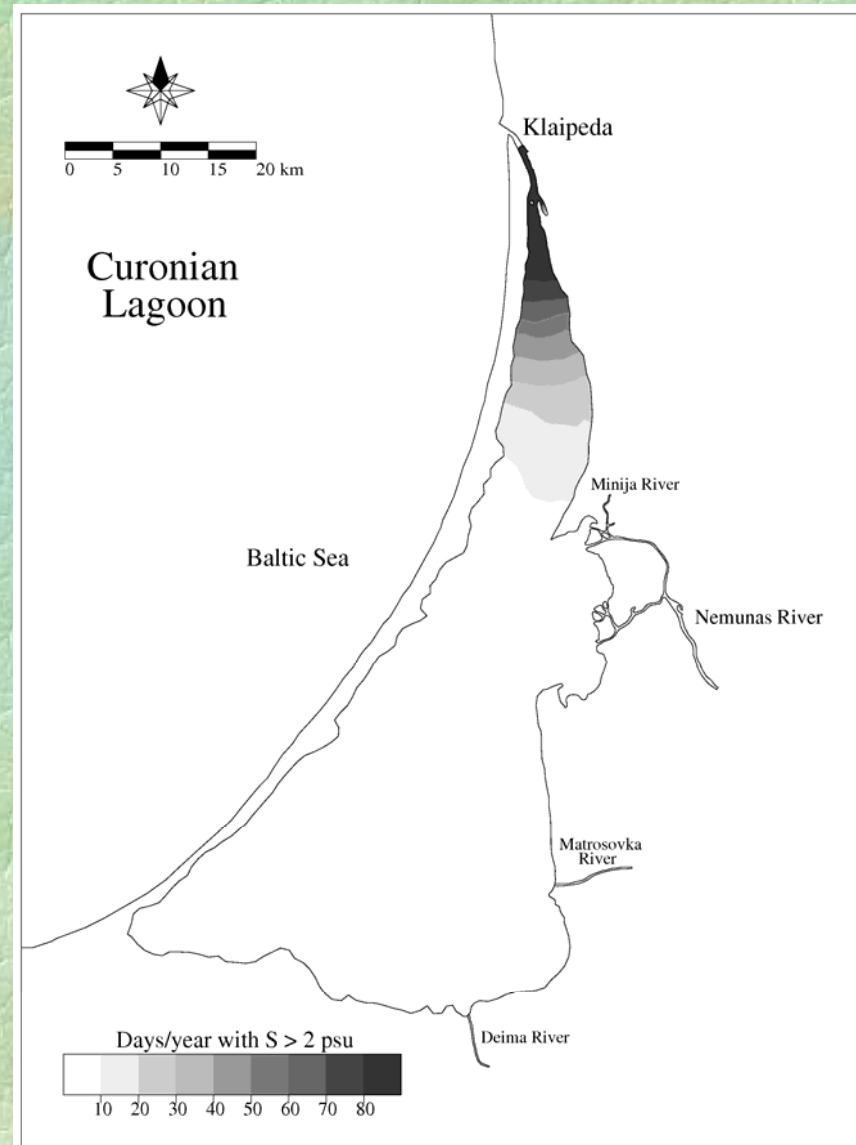 Klaipeda
0 5 10 15 20 km
Curonian
Lagoon
Minija River
Baltic Sea
Nemunas River
Matrosovka
River
Deima River
Days/year with S > 2 psu
10 20 30 40 50 60 70 80